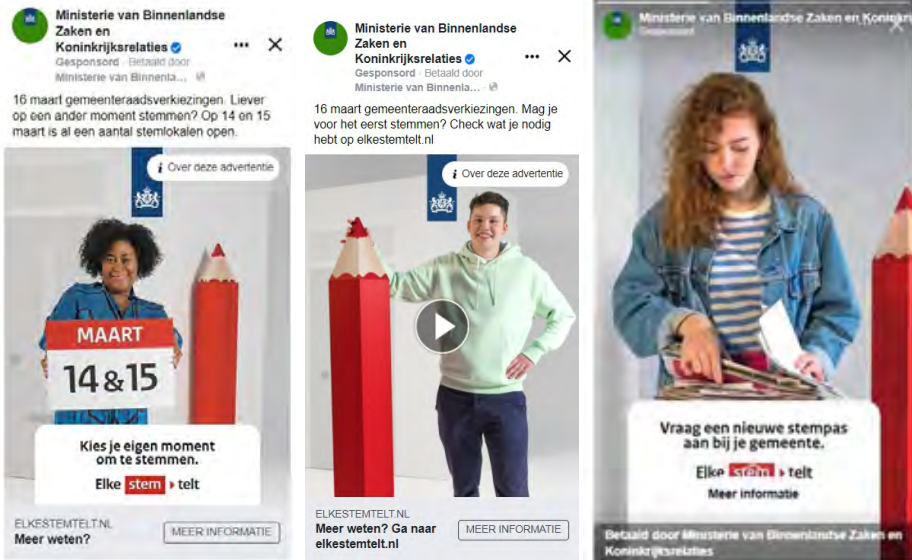 Ministerie van Binnenlandse
Zaken en
Koninkrijksrelaties
Gesponsord · Betaald door
Ministerie van Binnenla... ·
16 maart gemeenteraadsverkiezingen. Liever
op een ander moment stemmen? Op 14 en 15
maart is al een aantal stemlokalen open.
i Over deze advertentie
MAART
14 & 15
Kies je eigen moment
om te stemmen.
Elke stem telt
ELKESTEMTELT.NL
Meer weten?
MEER INFORMATIE
Ministerie van Binnenlandse
Zaken en
Koninkrijksrelaties
Gesponsord · Betaald door
Ministerie van Binnenla... ·
16 maart gemeenteraadsverkiezingen. Mag je
voor het eerst stemmen? Check wat je nodig
hebt op elkestemtelt.nl
i Over deze advertentie
ELKESTEMTELT.NL
Meer weten? Ga naar
elkestemtelt.nl
MEER INFORMATIE
Ministerie van Binnenlandse Zaken en Koninkri
Gesponsord
Vraag een nieuwe stempas
aan bij je gemeente.
Elke stem telt
Meer informatie
Betaald door Ministerie van Binnenlandse Zaken en
Koninkrijksrelaties